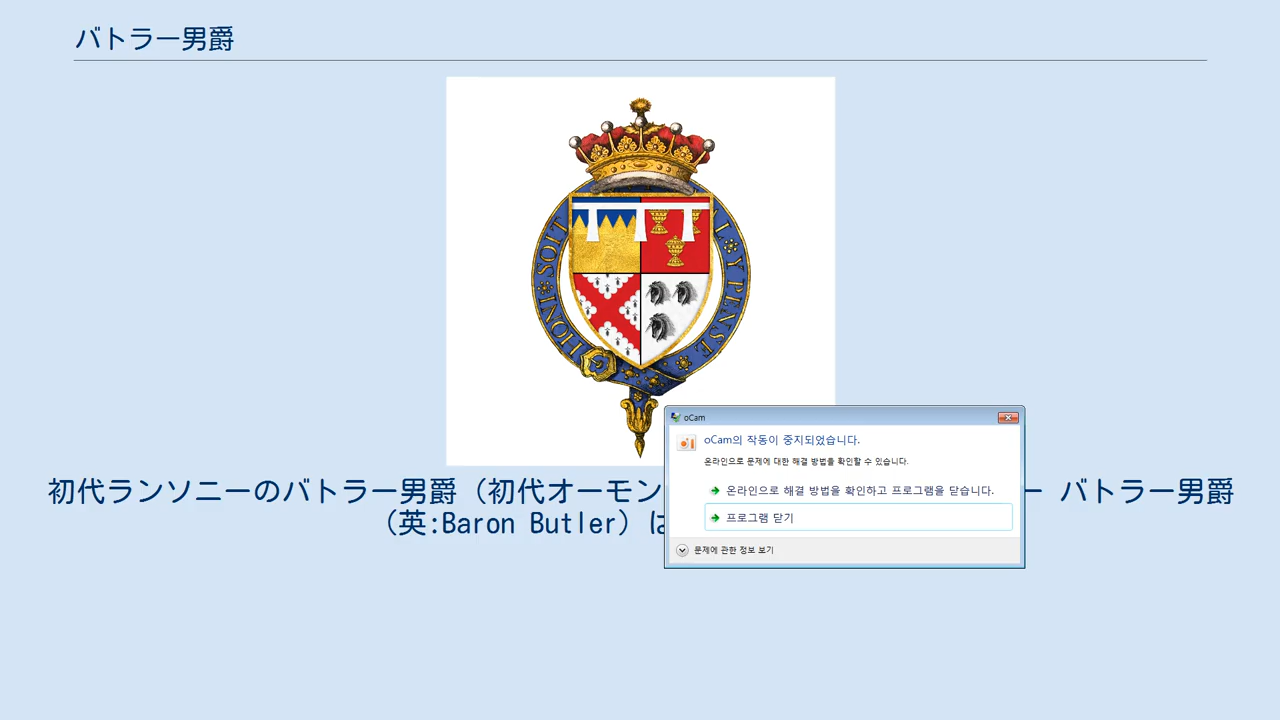 バトラー男爵
HONI·SOIT
L·Y·PENSE
初代ランソニーのバトラー男爵（初代オーモン
ー バトラー男爵
（英:Baron Butler）は
oCam
oCam의 작동이 중지되었습니다.
온라인으로 문제에 대한 해결 방법을 확인할 수 있습니다.
온라인으로 해결 방법을 확인하고 프로그램을 닫습니다.
프로그램 닫기
문제에 관한 정보 보기